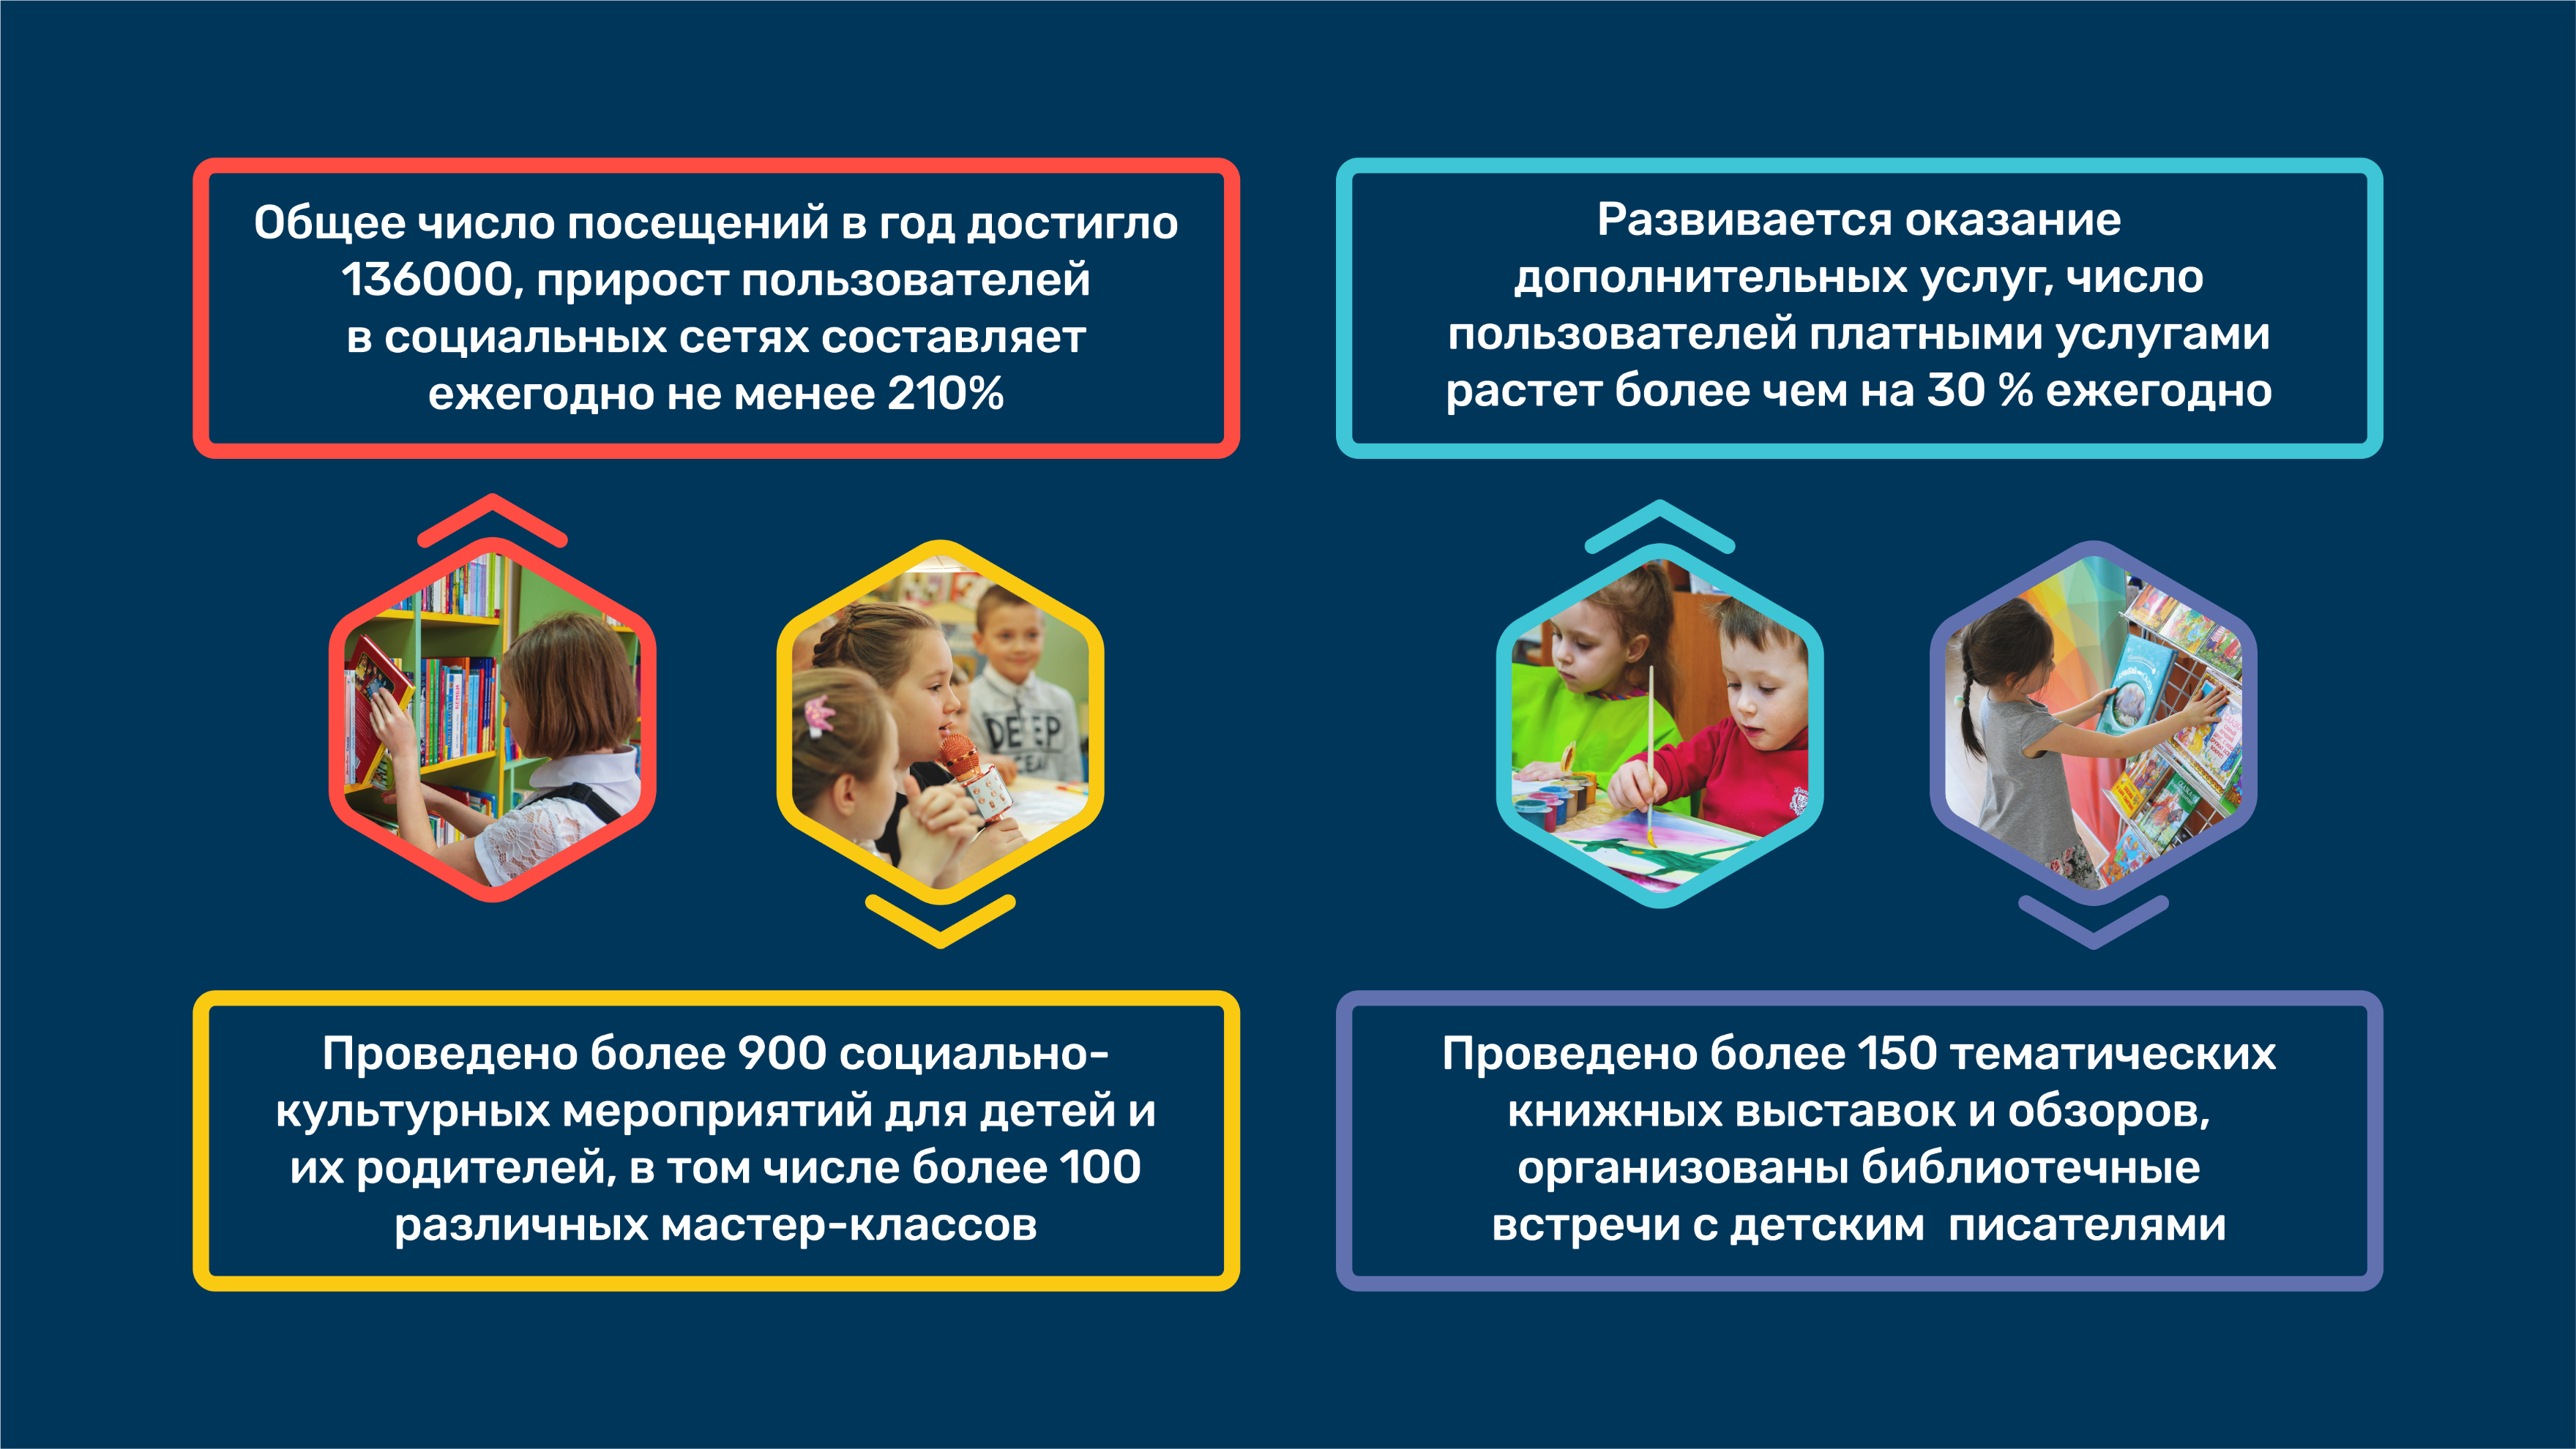 Общее число посещений в год достигло
136000, прирост пользователей
в социальных сетях составляет
ежегодно не менее 210%
Развивается оказание
дополнительных услуг, число
пользователей платными услугами
растет более чем на 30 % ежегодно
DEEP
Проведено более 900 социально-
культурных мероприятий для детей и
их родителей, в том числе более 100
различных мастер-классов
Проведено более 150 тематических
книжных выставок и обзоров,
организованы библиотечные
встречи с детским  писателями